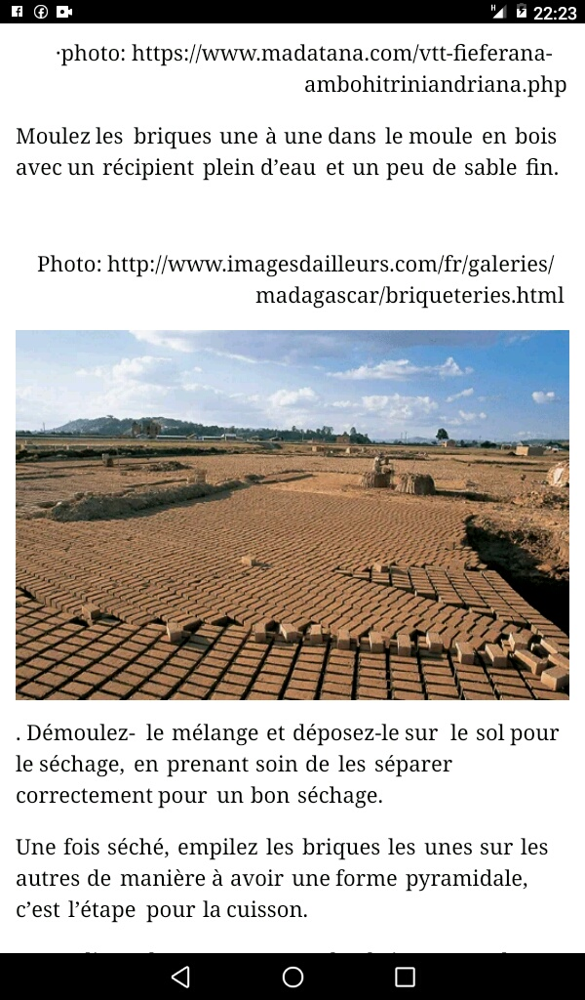 22:23
·photo: https://www.madatana.com/vtt-fieferana-
ambohitriniandriana.php
Moulez les briques une à une dans le moule en bois
avec un récipient plein d’eau et un peu de sable fin.
Photo: http://www.imagesdailleurs.com/fr/galeries/
madagascar/briqueteries.html
. Démoulez- le mélange et déposez-le sur le sol pour
le séchage, en prenant soin de les séparer
correctement pour un bon séchage.
Une fois séché, empilez les briques les unes sur les
autres de manière à avoir une forme pyramidale,
c’est l’étape pour la cuisson.